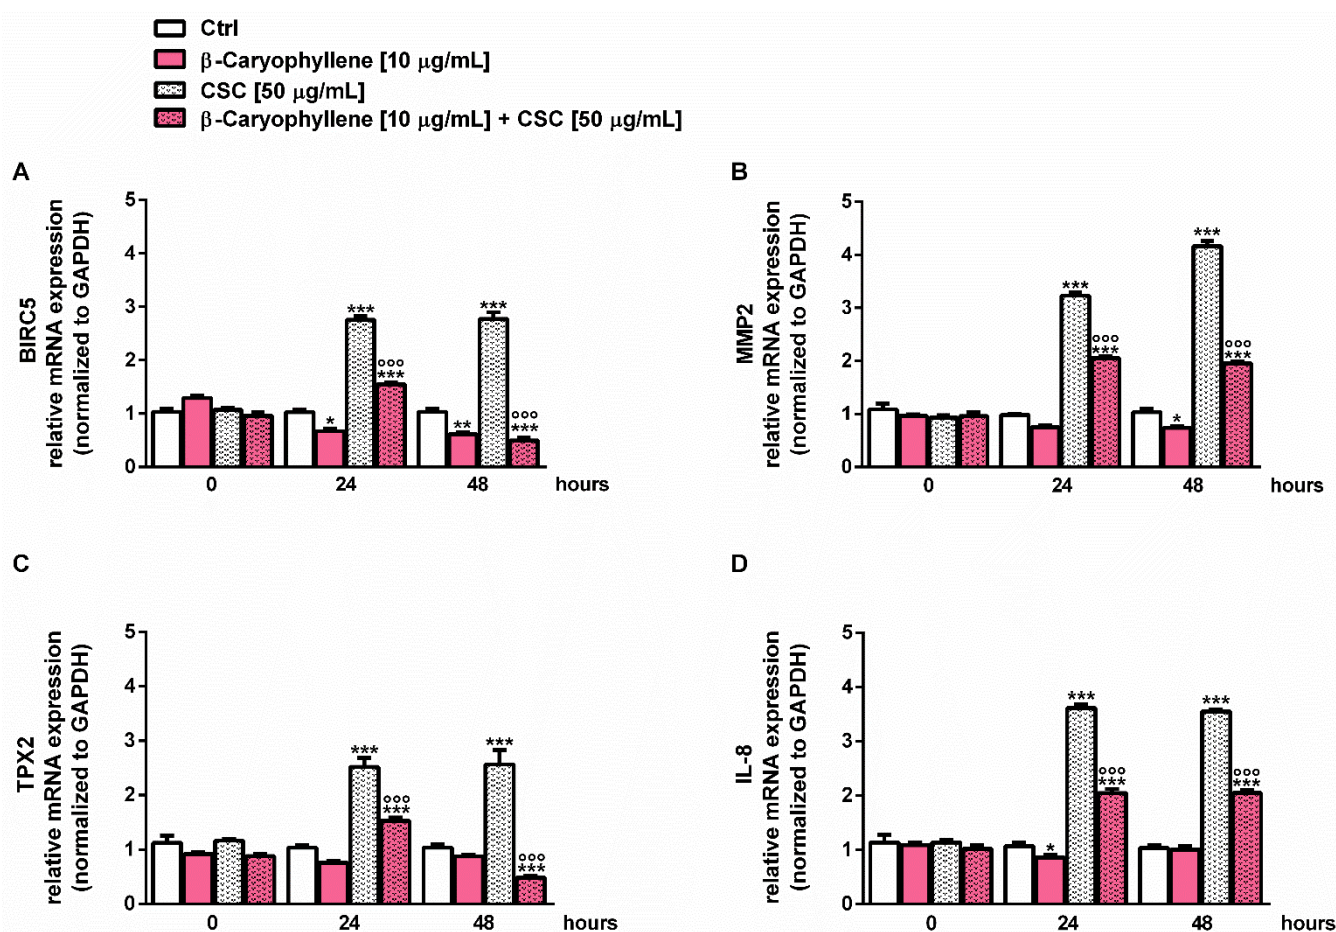 Ctrl
β-Caryophyllene [10 μg/mL]
CSC [50 μg/mL]
β-Caryophyllene [10 μg/mL] + CSC [50 μg/mL]
A
BIRC5
relative mRNA expression
(normalized to GAPDH)
5
4
3
2
1
0
*
***
°°°
***
**
***
°°°
***
0 24 48 hours
B
MMP2
relative mRNA expression
(normalized to GAPDH)
5
4
3
2
1
0
***
°°°
***
*
***
°°°
***
0 24 48 hours
C
TPX2
relative mRNA expression
(normalized to GAPDH)
5
4
3
2
1
0
***
°°°
***
***
°°°
***
0 24 48 hours
D
IL-8
relative mRNA expression
(normalized to GAPDH)
5
4
3
2
1
0
*
***
°°°
***
***
°°°
***
0 24 48 hours